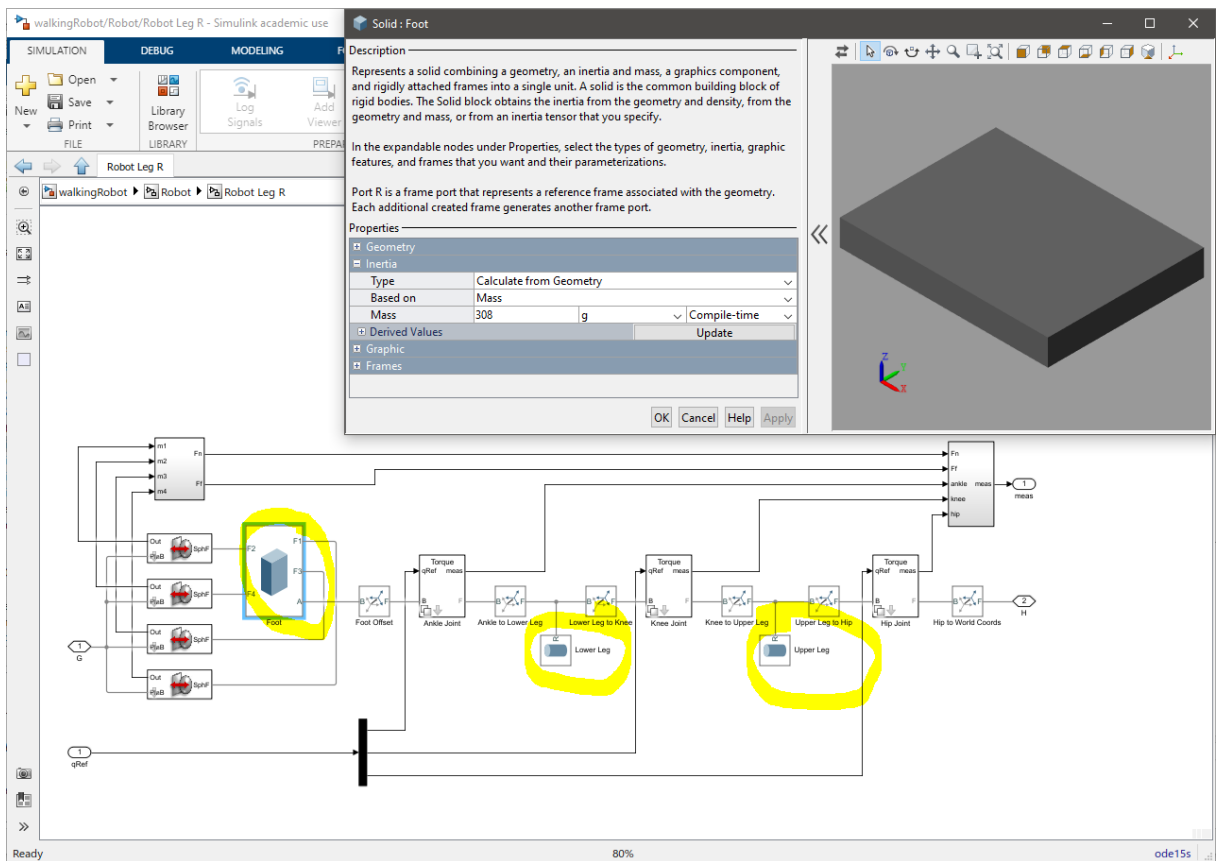 walkingRobot/Robot/Robot Leg R - Simulink academic use
SIMULATION
DEBUG
MODELING
New
Open
Save
Print
FILE
Library
Browser
LIBRARY
Log
Signals
Add
Viewer
PREPA
Robot Leg R
walkingRobot
Robot
Robot Leg R
Solid : Foot
Description
Represents a solid combining a geometry, an inertia and mass, a graphics component,
and rigidly attached frames into a single unit. A solid is the common building block of
rigid bodies. The Solid block obtains the inertia from the geometry and density, from the
geometry and mass, or from an inertia tensor that you specify.
In the expandable nodes under Properties, select the types of geometry, inertia, graphic
features, and frames that you want and their parameterizations.
Port R is a frame port that represents a reference frame associated with the geometry.
Each additional created frame generates another frame port.
Properties
Geometry
Inertia
Type Calculate from Geometry
Based on Mass
Mass 308 g Compile-time
Derived Values Update
Graphic
Frames
OK Cancel Help Apply
Z
Y
X
m1
m2
m3
m4
Fn
Ff
Out
SphF
Out
SphF
Out
SphF
Out
SphF
1
G
F2
F4
F1
F3
A
Foot
B F
Foot Offset
Torque
qRef meas
B F
Ankle Joint
B F
Ankle to Lower Leg
B F
Lower Leg to Knee
R
Lower Leg
Torque
qRef meas
B F
Knee Joint
B F
Knee to Upper Leg
B F
Upper Leg to Hip
R
Upper Leg
Torque
qRef meas
B F
Hip Joint
B F
Hip to World Coords
2
H
Fn
Ff
ankle meas
knee
hip
1
meas
1
qRef
Ready
80%
ode15s